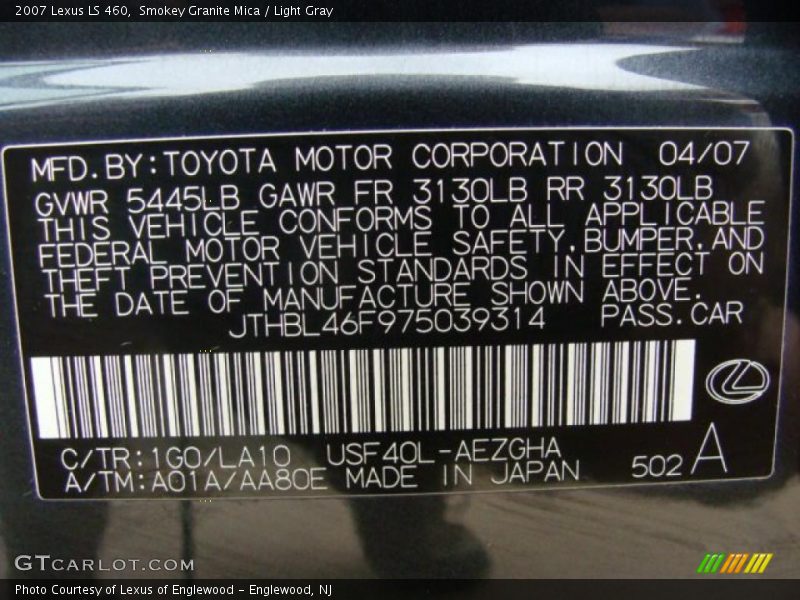 2007 Lexus LS 460, Smokey Granite Mica / Light Gray
MFD.BY:TOYOTA MOTOR CORPORATION 04/07
GVWR 5445LB GAWR FR 3130LB RR 3130LB
THIS VEHICLE CONFORMS TO ALL APPLICABLE
FEDERAL MOTOR VEHICLE SAFETY,BUMPER,AND
THEFT PREVENTION STANDARDS IN EFFECT ON
THE DATE OF MANUFACTURE SHOWN ABOVE.
JTHBL46F975039314 PASS.CAR
C/TR:1G0/LA10 USF40L-AEZGHA
A/TM:A01A/AA80E MADE IN JAPAN 502 A
GTCARLOT.COM
Photo Courtesy of Lexus of Englewood - Englewood, NJ